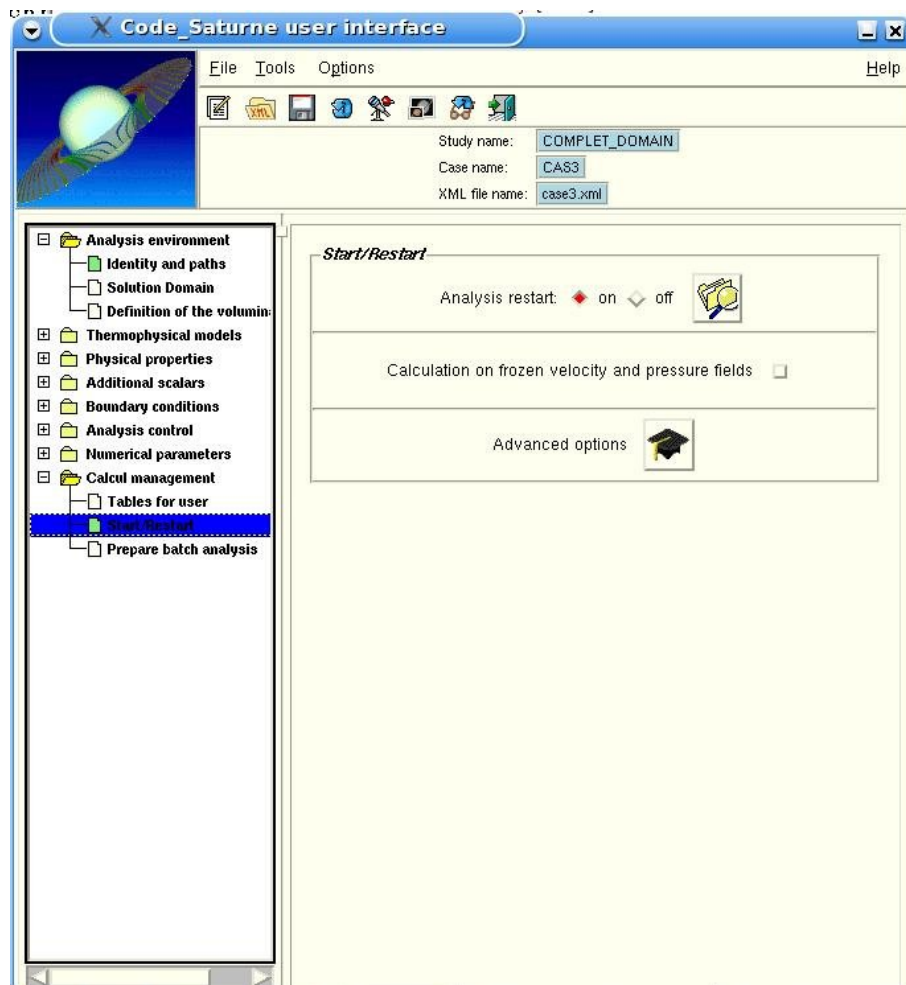 Code_Saturne user interface
File Tools Options Help
XML
Study name: COMPLET_DOMAIN
Case name: CAS3
XML file name: case3.xml
Analysis environment
Identity and paths
Solution Domain
Definition of the volumin
Thermophysical models
Physical properties
Additional scalars
Boundary conditions
Analysis control
Numerical parameters
Calcul management
Tables for user
Start/Restart
Prepare batch analysis
Start/Restart
Analysis restart: on off
Calculation on frozen velocity and pressure fields
Advanced options